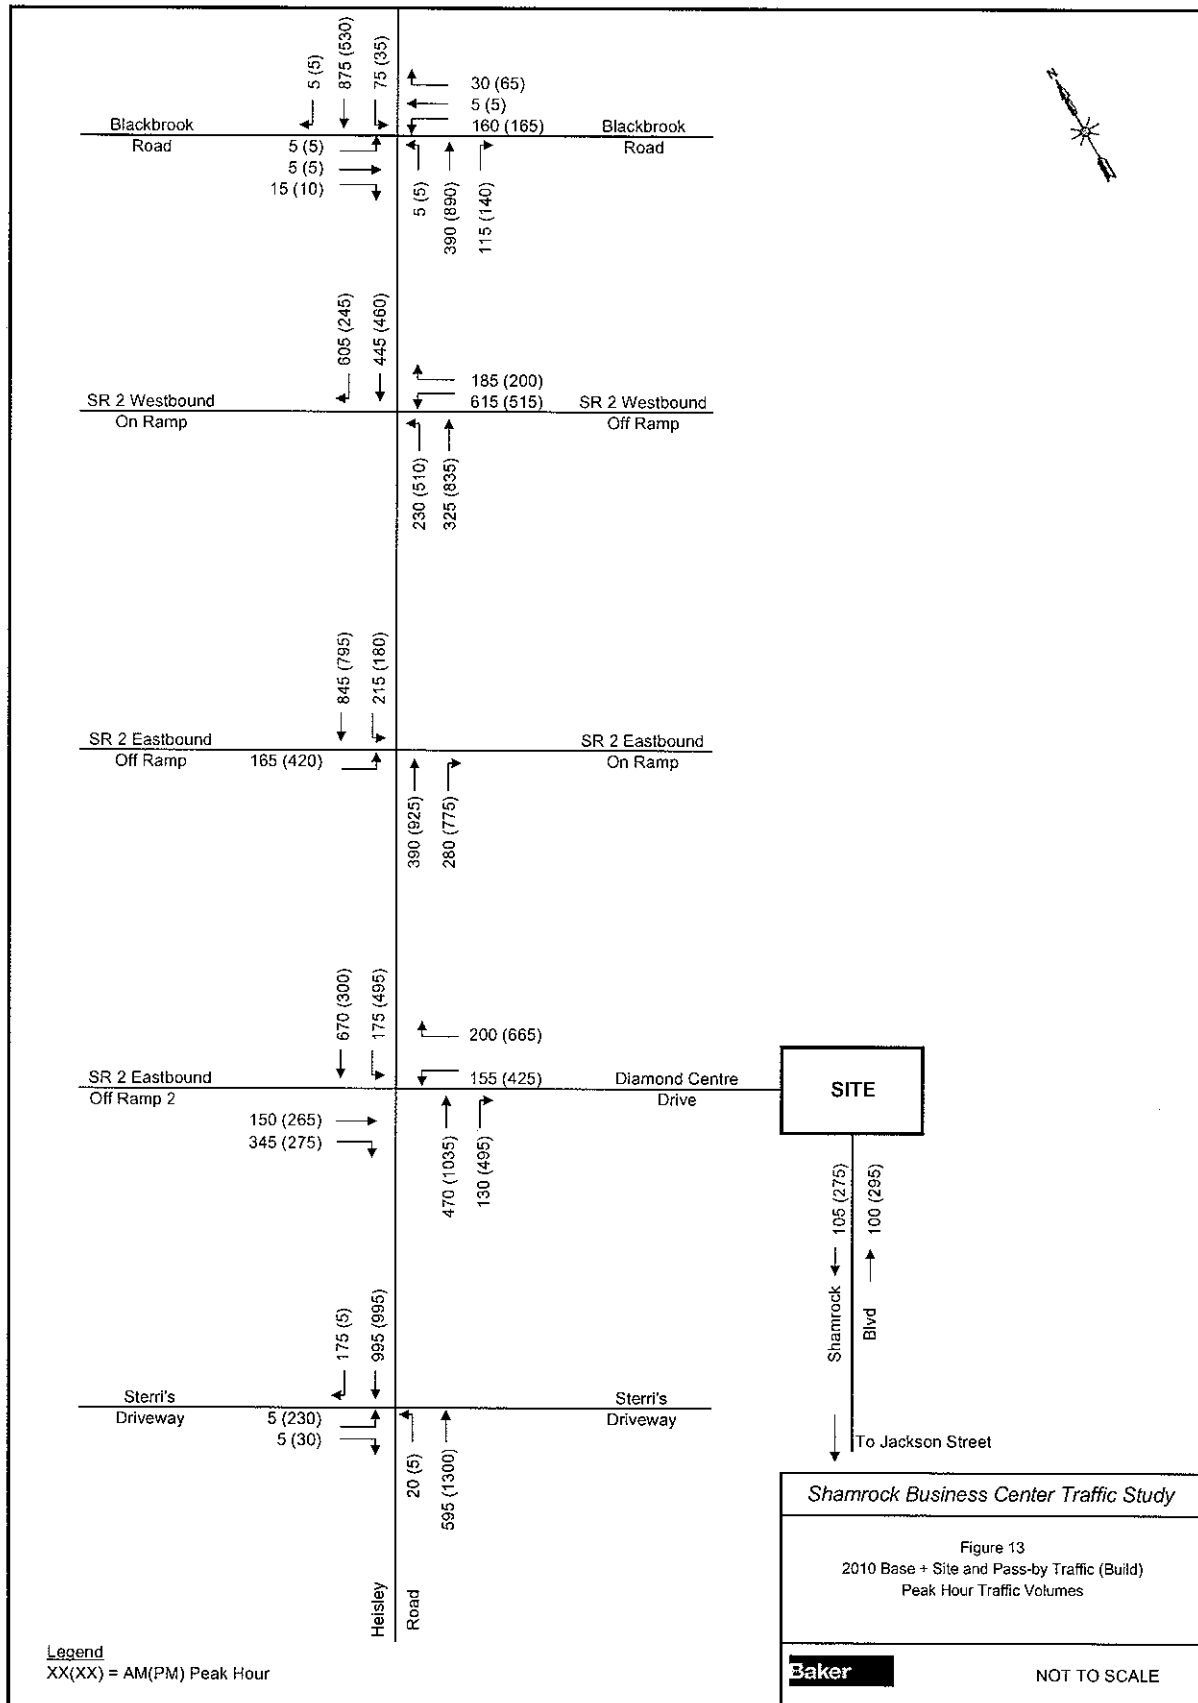 5 (5)
875 (530)
75 (35)
30 (65)
5 (5)
160 (165)
Blackbrook
Road
Blackbrook
Road
5 (5)
5 (5)
15 (10)
5 (5)
390 (890)
115 (140)
N
605 (245)
445 (460)
185 (200)
615 (515)
SR 2 Westbound
On Ramp
SR 2 Westbound
Off Ramp
230 (510)
325 (835)
845 (795)
215 (180)
SR 2 Eastbound
Off Ramp
165 (420)
SR 2 Eastbound
On Ramp
390 (925)
280 (775)
670 (300)
175 (495)
200 (665)
155 (425)
SR 2 Eastbound
Off Ramp 2
Diamond Centre
Drive
SITE
150 (265)
345 (275)
470 (1035)
130 (495)
105 (275)
100 (295)
Shamrock
Blvd
To Jackson Street
175 (5)
995 (995)
Sterri's
Driveway
Sterri's
Driveway
5 (230)
5 (30)
20 (5)
595 (1300)
Heisley
Road
Legend
XX(XX) = AM(PM) Peak Hour
Shamrock Business Center Traffic Study
Figure 13
2010 Base + Site and Pass-by Traffic (Build)
Peak Hour Traffic Volumes
Baker
NOT TO SCALE